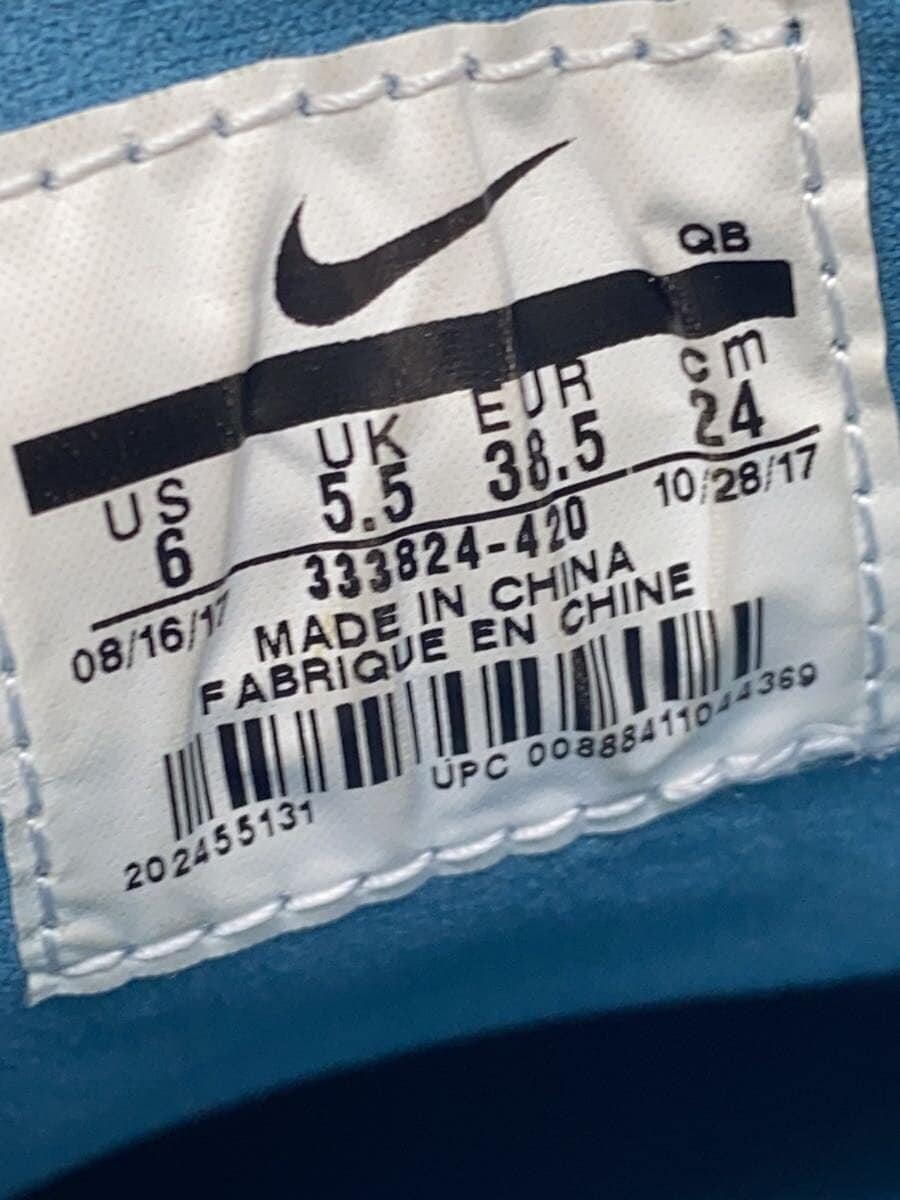 QB
US UK EUR cm
6 5.5 38.5 24
08/16/17 333824-420 10/28/17
MADE IN CHINA
FABRIQUE EN CHINE
UPC 00888411044369
202455131